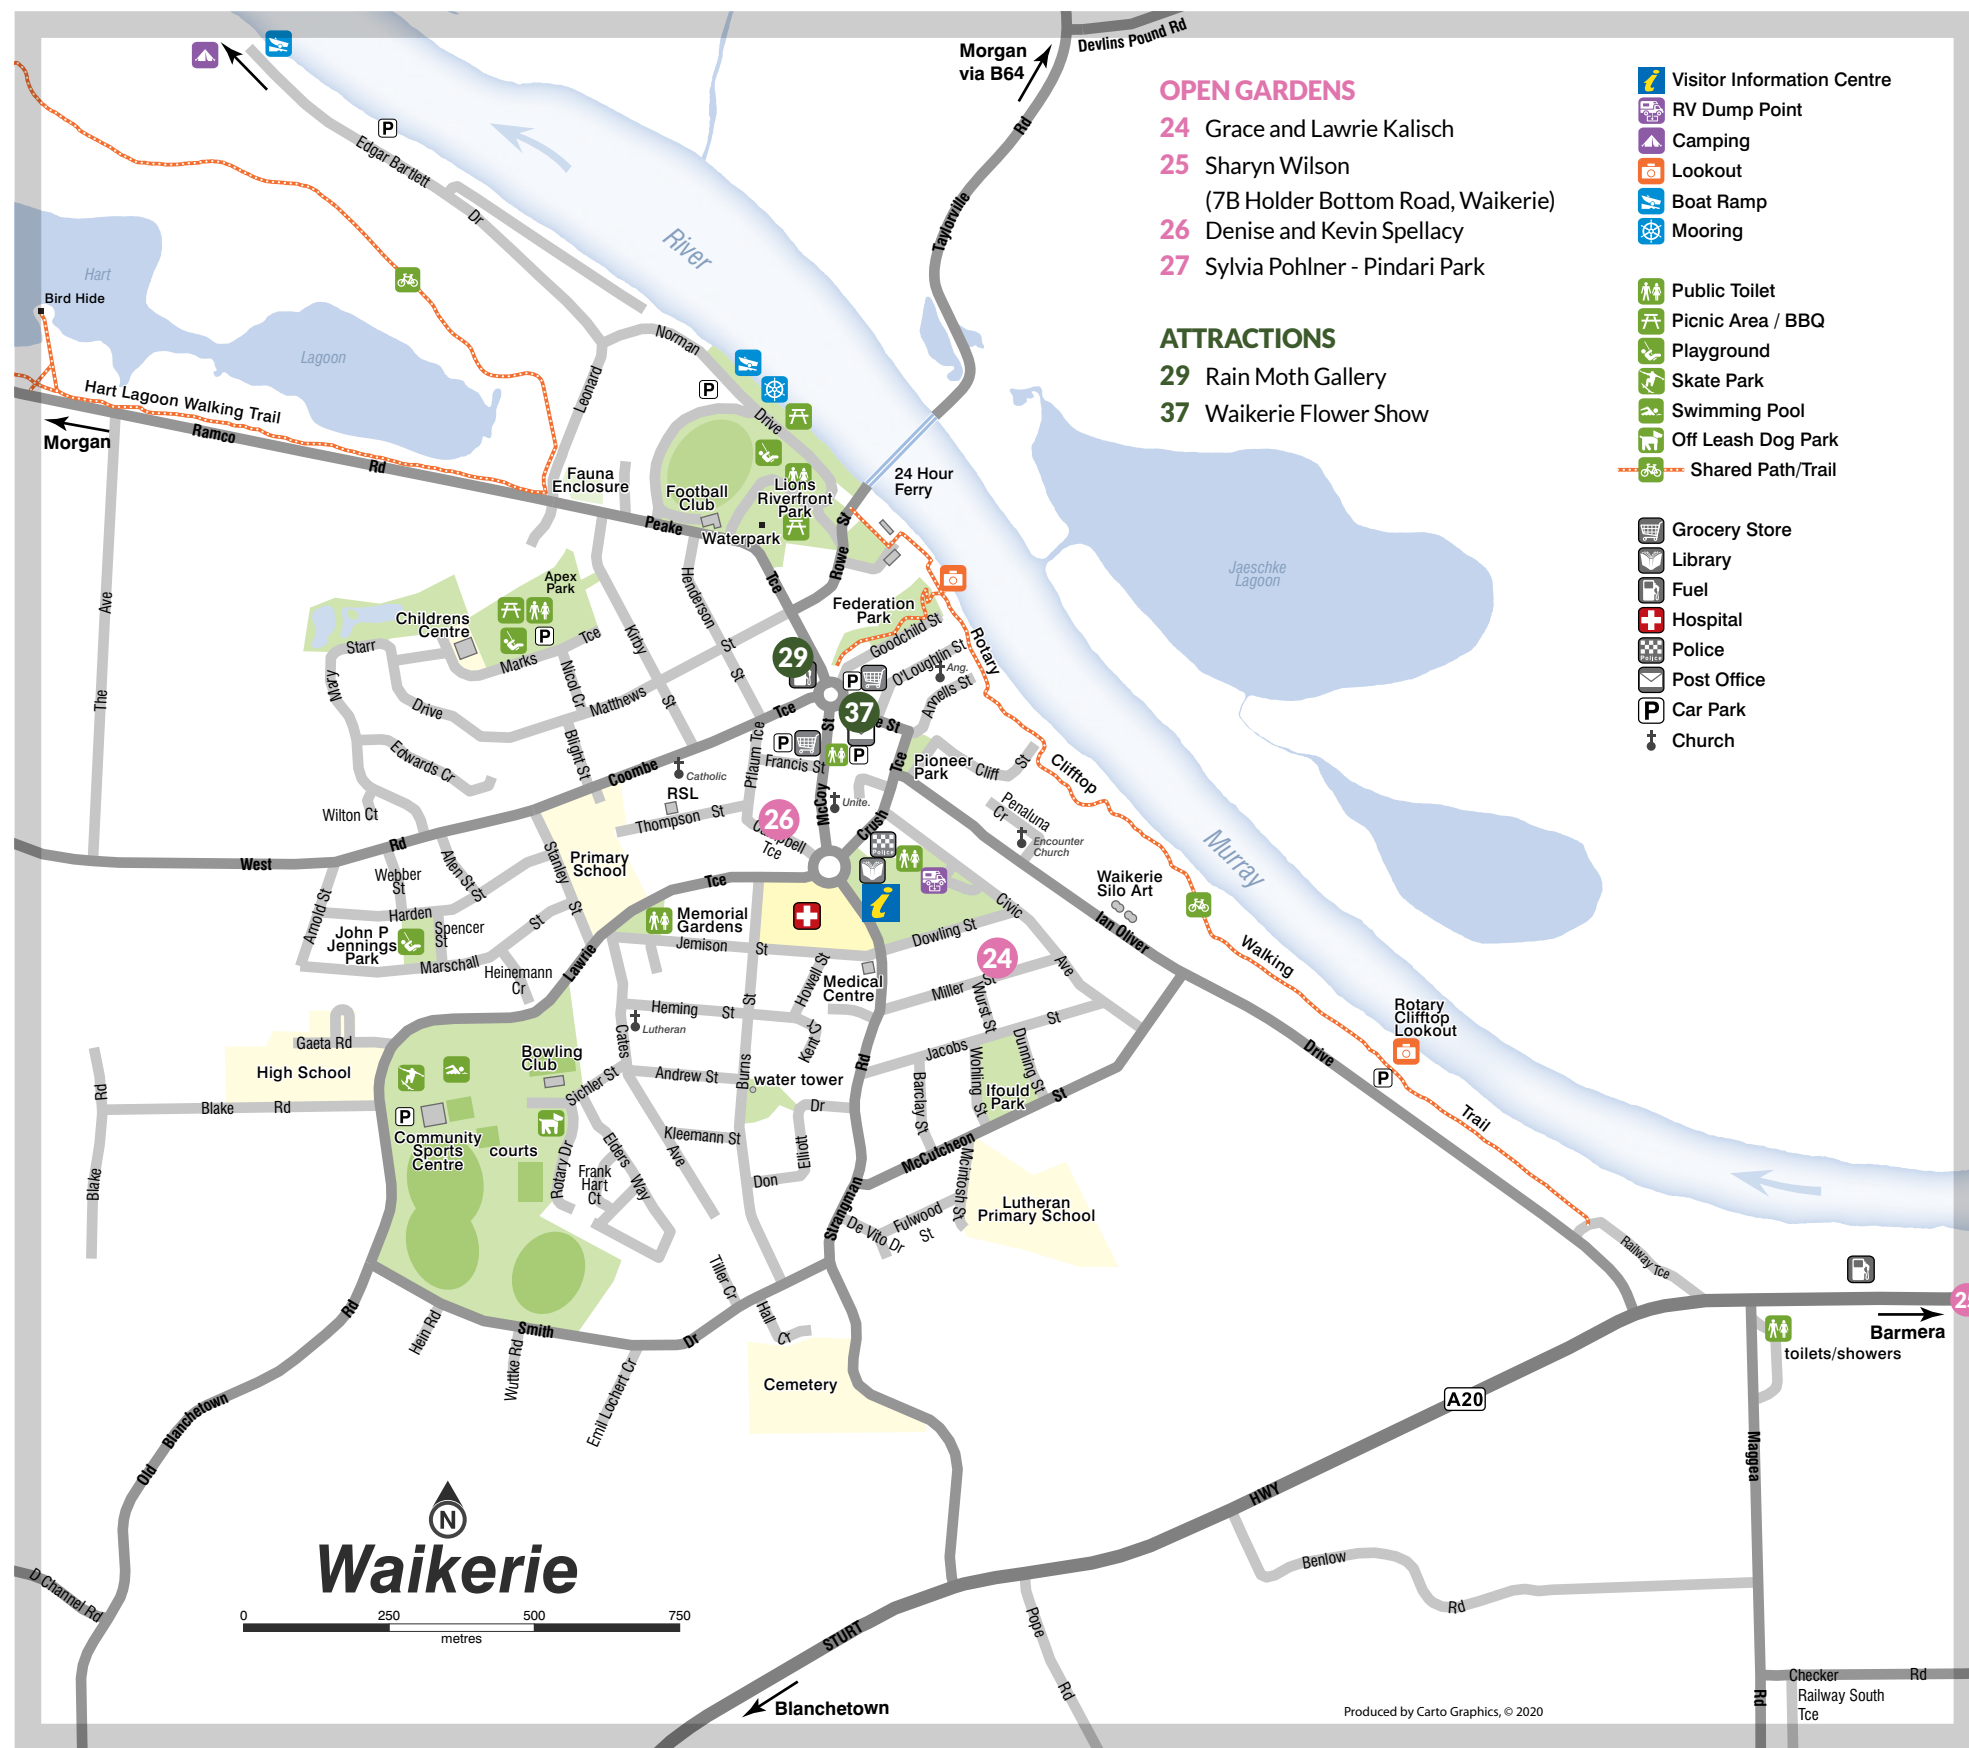 Devlins Pound Rd
Morgan
via B64
Rd
Taylorville
OPEN GARDENS
24 Grace and Lawrie Kalisch
25 Sharyn Wilson
(7B Holder Bottom Road, Waikerie)
26 Denise and Kevin Spellacy
27 Sylvia Pohlner - Pindari Park
ATTRACTIONS
29 Rain Moth Gallery
37 Waikerie Flower Show
Visitor Information Centre
RV Dump Point
Camping
Lookout
Boat Ramp
Mooring
Public Toilet
Picnic Area / BBQ
Playground
Skate Park
Swimming Pool
Off Leash Dog Park
Shared Path/Trail
Grocery Store
Library
Fuel
Hospital
Police
Post Office
P Car Park
Church
P
Edgar Bartlett
Dr
River
Hart
Bird Hide
Lagoon
Hart Lagoon Walking Trail
Morgan
Ramco
Rd
Leonard
Norman
P
Drive
Fauna
Enclosure
Football
Club
Lions
Riverfront
Park
Waterpark
24 Hour
Ferry
Peake
Tce
Rowe
St
Jaeschke
Lagoon
The
Ave
Apex
Park
Childrens
Centre
P
Starr
Marks
Tce
Mary
Drive
Nicol Cr
Kirby
St
Henderson
St
Matthews
St
Federation
Park
Goodchild St
O'Loughlin St
Ang.
Arnells St
Rotary
29
P
37
e St
St
Tce
P
P
Francis St
Pflaum Tce
Coombe
Blight St
Edwards Cr
Wilton Ct
Catholic
RSL
Thompson St
26
Campbell
Tce
McCoy
Unite.
Crush
Tce
Pioneer
Park
Cliff
St
Clifftop
Penaluna
Cr
Encounter
Church
Police
Murray
Waikerie
Silo Art
Ian Oliver
Walking
Rotary
Clifftop
Lookout
P
Drive
Trail
Railway Tce
West
Rd
Webber
St
Allen St
St
Stanley
St
Primary
School
Arnold St
Harden
Spencer
St
John P
Jennings
Park
Marschall
St
Heinemann
Cr
Lawrie
Tce
Memorial
Gardens
Jemison
St
Howell St
Medical
Centre
Dowling St
Civic
Ave
24
Miller
St
Wurst St
Heming
St
Lutheran
Cates
Kent Ct
Jacobs
St
Dunning St
Wohling
St
Ifould
Park
Barclay St
McCutcheon
St
Gaeta Rd
High School
Blake
Rd
Rd
Blake
P
Community
Sports
Centre
courts
Bowling
Club
Sichler St
Andrew St
Burns
St
water tower
Dr
Elliott
Don
Kleemann St
Ave
Elders
Way
Frank
Hart
Ct
Rotary Dr
Rd
Strangman
McIntosh St
Fulwood
St
De Vito Dr
Lutheran
Primary School
Tiller Cr
Hall
Cr
Cemetery
Smith
Dr
Hein Rd
Wuttke Rd
Emil Lochert Cr
Rd
Blanchetown
Old
D Channel Rd
N
Waikerie
0 250 500 750
metres
Barmera
toilets/showers
A20
HWY
STURT
Blanchetown
Maggea
Rd
Benlow
Rd
Pope
Rd
Checker
Rd
Railway South
Tce
Produced by Carto Graphics, © 2020